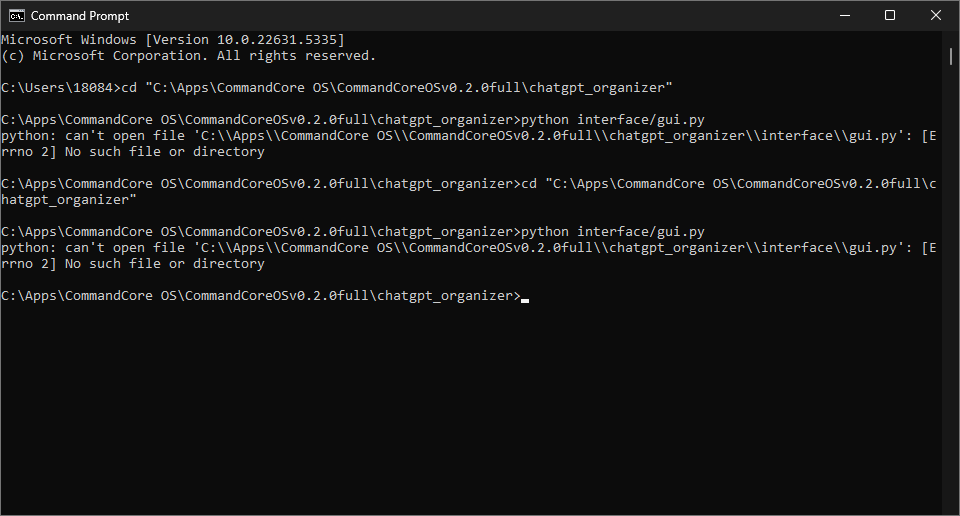 Command Prompt
Microsoft Windows [Version 10.0.22631.5335]
(c) Microsoft Corporation. All rights reserved.
C:\Users\18084>cd "C:\Apps\CommandCore OS\CommandCoreOSv0.2.0full\chatgpt_organizer"
C:\Apps\CommandCore OS\CommandCoreOSv0.2.0full\chatgpt_organizer>python interface/gui.py
python: can't open file 'C:\\Apps\\CommandCore OS\\CommandCoreOSv0.2.0full\\chatgpt_organizer\\interface\\gui.py': [E
rrno 2] No such file or directory
C:\Apps\CommandCore OS\CommandCoreOSv0.2.0full\chatgpt_organizer>cd "C:\Apps\CommandCore OS\CommandCoreOSv0.2.0full\c
hatgpt_organizer"
C:\Apps\CommandCore OS\CommandCoreOSv0.2.0full\chatgpt_organizer>python interface/gui.py
python: can't open file 'C:\\Apps\\CommandCore OS\\CommandCoreOSv0.2.0full\\chatgpt_organizer\\interface\\gui.py': [E
rrno 2] No such file or directory
C:\Apps\CommandCore OS\CommandCoreOSv0.2.0full\chatgpt_organizer>